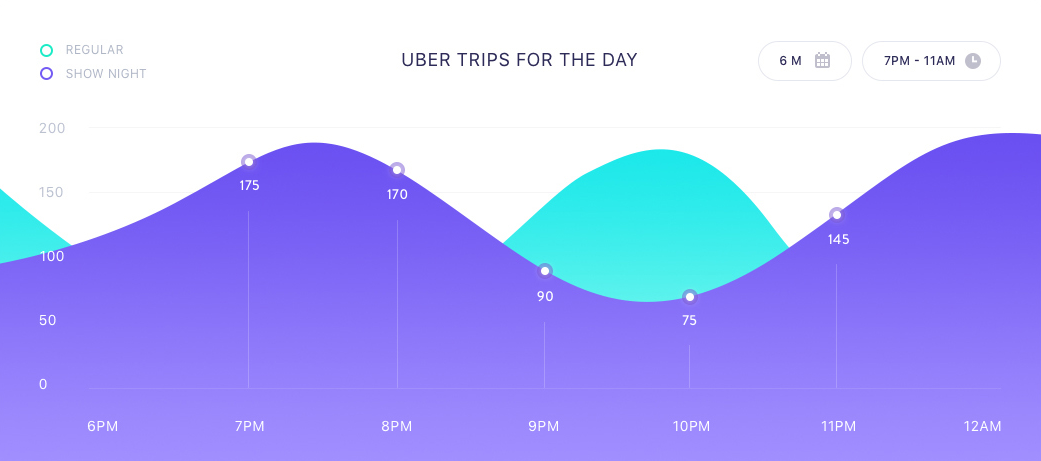 REGULAR
SHOW NIGHT
UBER TRIPS FOR THE DAY
6 M
7PM - 11AM
200
150
100
50
0
175
170
90
75
145
6PM 7PM 8PM 9PM 10PM 11PM 12AM